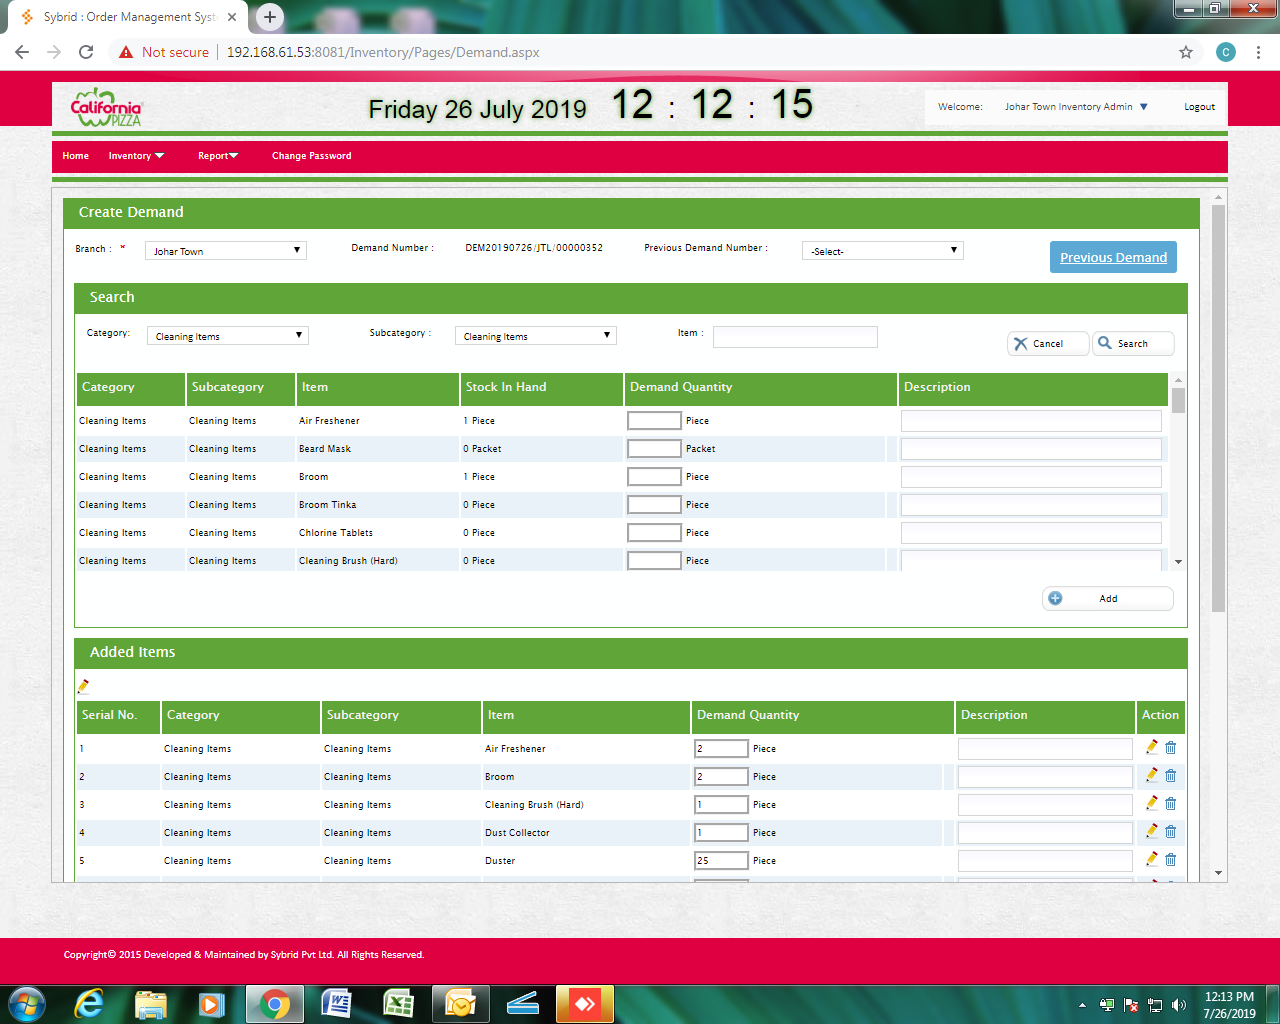 Sybrid : Order Management Syst
Not secure 192.168.61.53:8081/Inventory/Pages/Demand.aspx
C
California PIZZA
Friday 26 July 2019 12 : 12 : 15
Welcome: Johar Town Inventory Admin Logout
Home Inventory Report Change Password
Create Demand
Branch : * Johar Town Demand Number : DEM20190726/JTL/00000352 Previous Demand Number : -Select- Previous Demand
Search
Category: Cleaning Items Subcategory : Cleaning Items Item :
Cancel Search
Category Subcategory Item Stock In Hand Demand Quantity Description
Cleaning Items Cleaning Items Air Freshener 1 Piece Piece
Cleaning Items Cleaning Items Beard Mask 0 Packet Packet
Cleaning Items Cleaning Items Broom 1 Piece Piece
Cleaning Items Cleaning Items Broom Tinka 0 Piece Piece
Cleaning Items Cleaning Items Chlorine Tablets 0 Piece Piece
Cleaning Items Cleaning Items Cleaning Brush (Hard) 0 Piece Piece
Add
Added Items
Serial No. Category Subcategory Item Demand Quantity Description Action
1 Cleaning Items Cleaning Items Air Freshener 2 Piece
2 Cleaning Items Cleaning Items Broom 2 Piece
3 Cleaning Items Cleaning Items Cleaning Brush (Hard) 1 Piece
4 Cleaning Items Cleaning Items Dust Collector 1 Piece
5 Cleaning Items Cleaning Items Duster 25 Piece
Copyright© 2015 Developed & Maintained by Sybrid Pvt Ltd. All Rights Reserved.
12:13 PM
7/26/2019